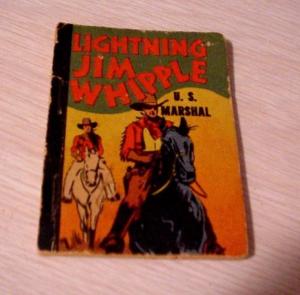 LIGHTNING
JIM
WHIPPLE
U. S.
MARSHAL